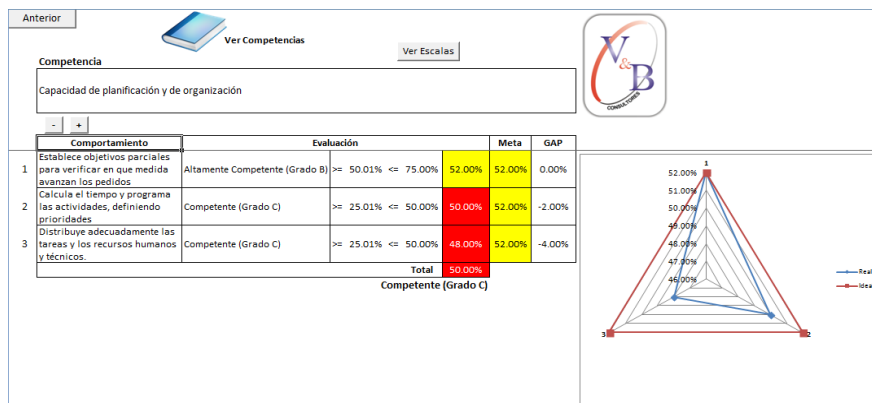 Anterior
Ver Competencias
Ver Escalas
V&B
CONSULTORES
Competencia
Capacidad de planificación y de organización
- +
Comportamiento Evaluación Meta GAP
1 Establece objetivos parciales para verificar en que medida avanzan los pedidos Altamente Competente (Grado B) >= 50.01% <= 75.00% 52.00% 52.00% 0.00%
2 Calcula el tiempo y programa las actividades, definiendo prioridades Competente (Grado C) >= 25.01% <= 50.00% 50.00% 52.00% -2.00%
3 Distribuye adecuadamente las tareas y los recursos humanos y técnicos. Competente (Grado C) >= 25.01% <= 50.00% 48.00% 52.00% -4.00%
Total 50.00%
Competente (Grado C)
1
52.00%
51.00%
50.00%
49.00%
48.00%
47.00%
46.00%
3
2
Real
Idea